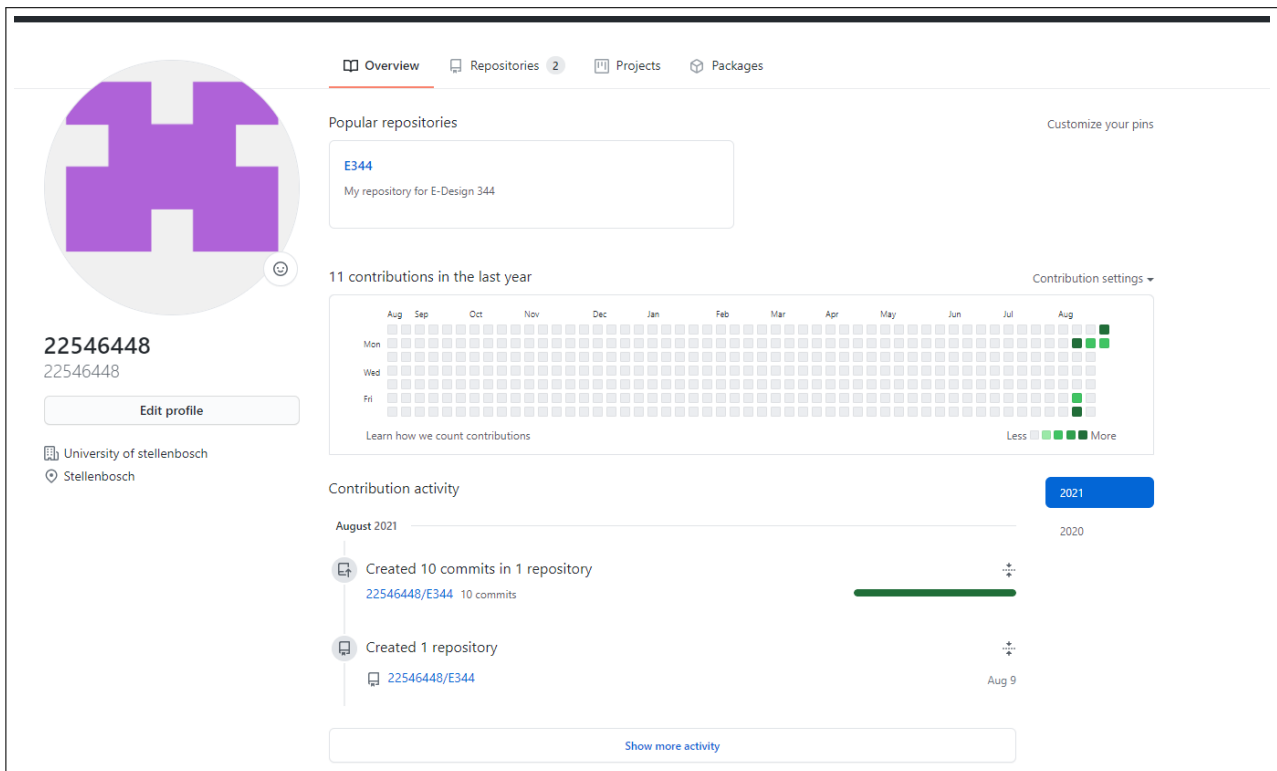 Overview Repositories 2 Projects Packages
Popular repositories Customize your pins
E344
My repository for E-Design 344
11 contributions in the last year Contribution settings
Aug Sep Oct Nov Dec Jan Feb Mar Apr May Jun Jul Aug
Mon
Wed
Fri
Learn how we count contributions Less More
22546448
22546448
Edit profile
University of stellenbosch
Stellenbosch
Contribution activity
2021
2020
August 2021
Created 10 commits in 1 repository
22546448/E344 10 commits
Created 1 repository
22546448/E344 Aug 9
Show more activity